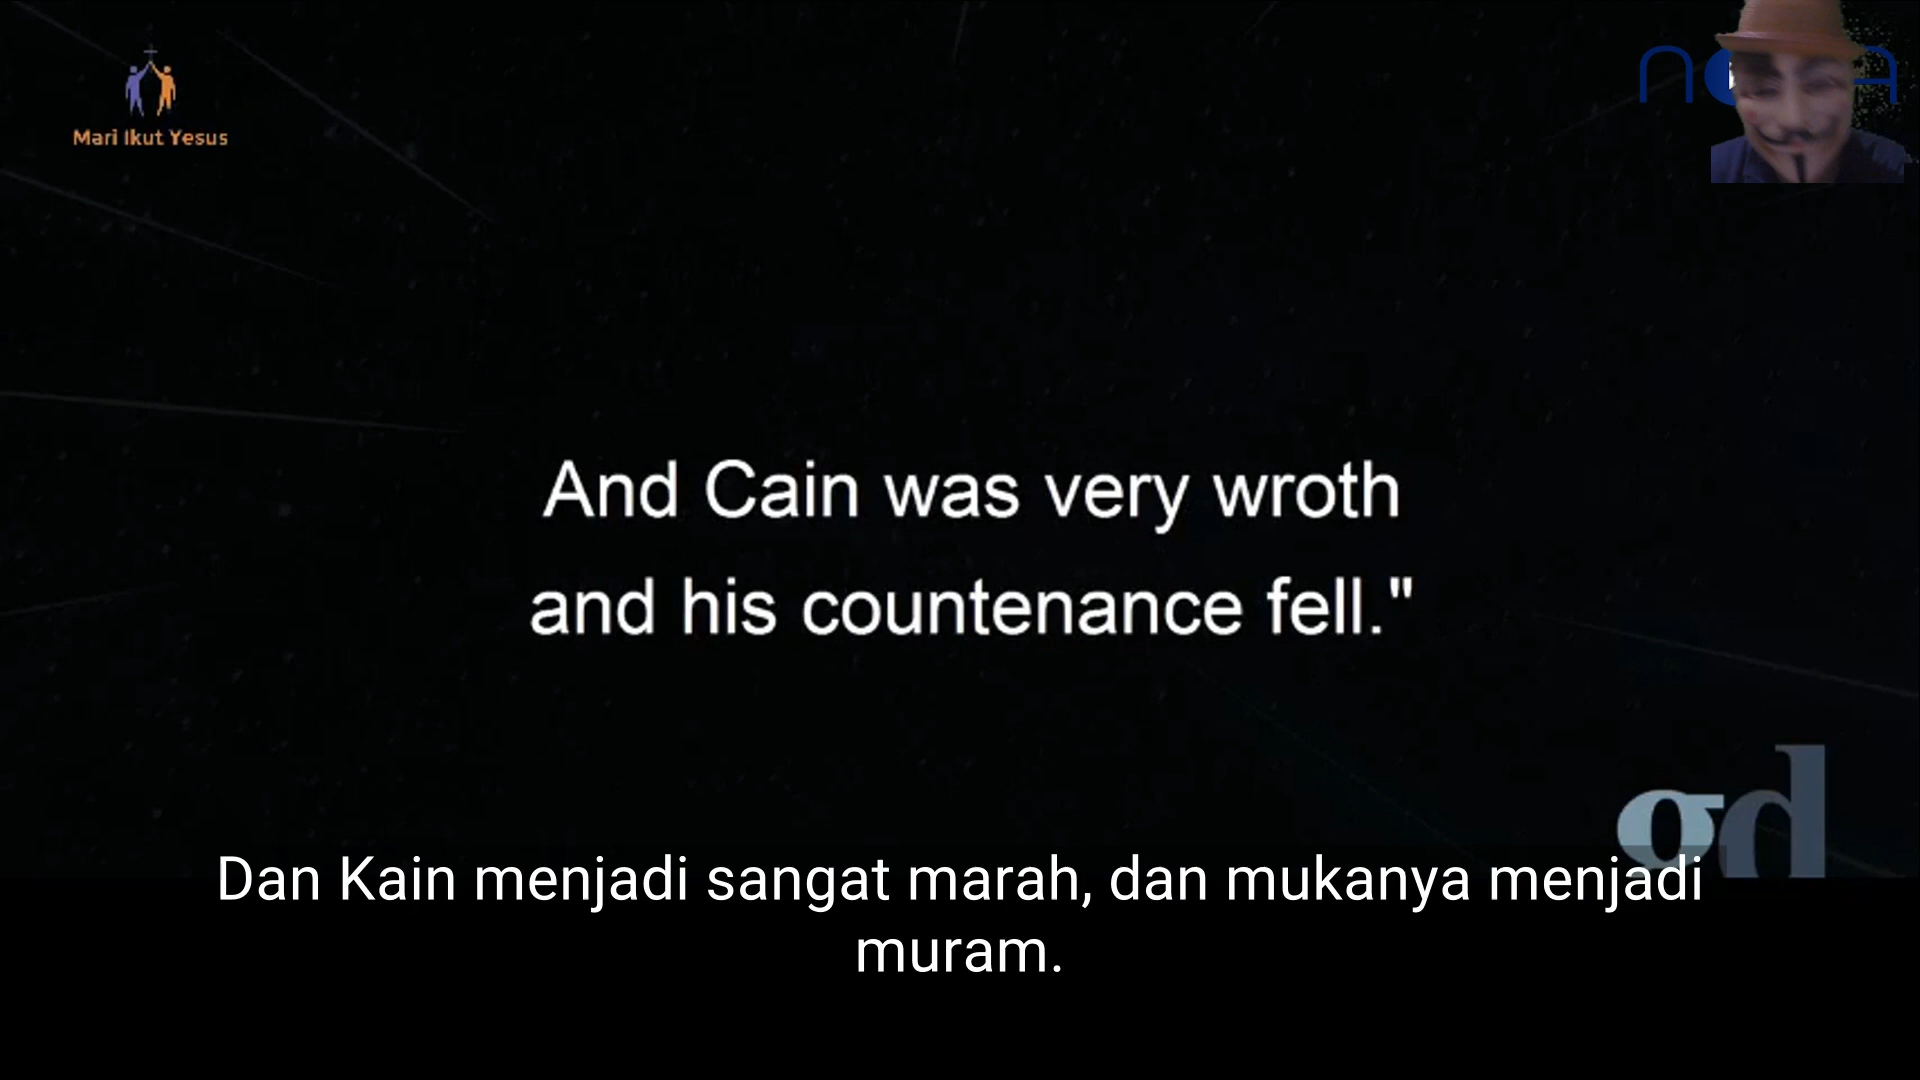 Mari Ikut Yesus
And Cain was very wroth
and his countenance fell."
gd
Dan Kain menjadi sangat marah, dan mukanya menjadi
muram.